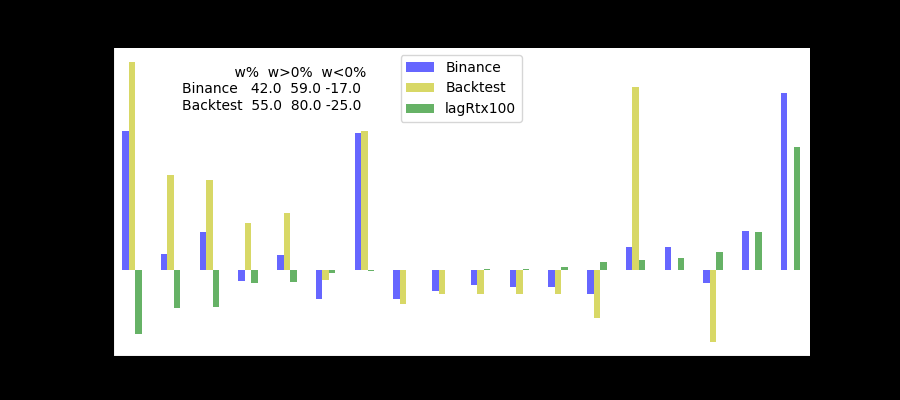 w%  w>0%  w<0%
Binance   42.0  59.0 -17.0
Backtest  55.0  80.0 -25.0
Binance
Backtest
lagRtx100